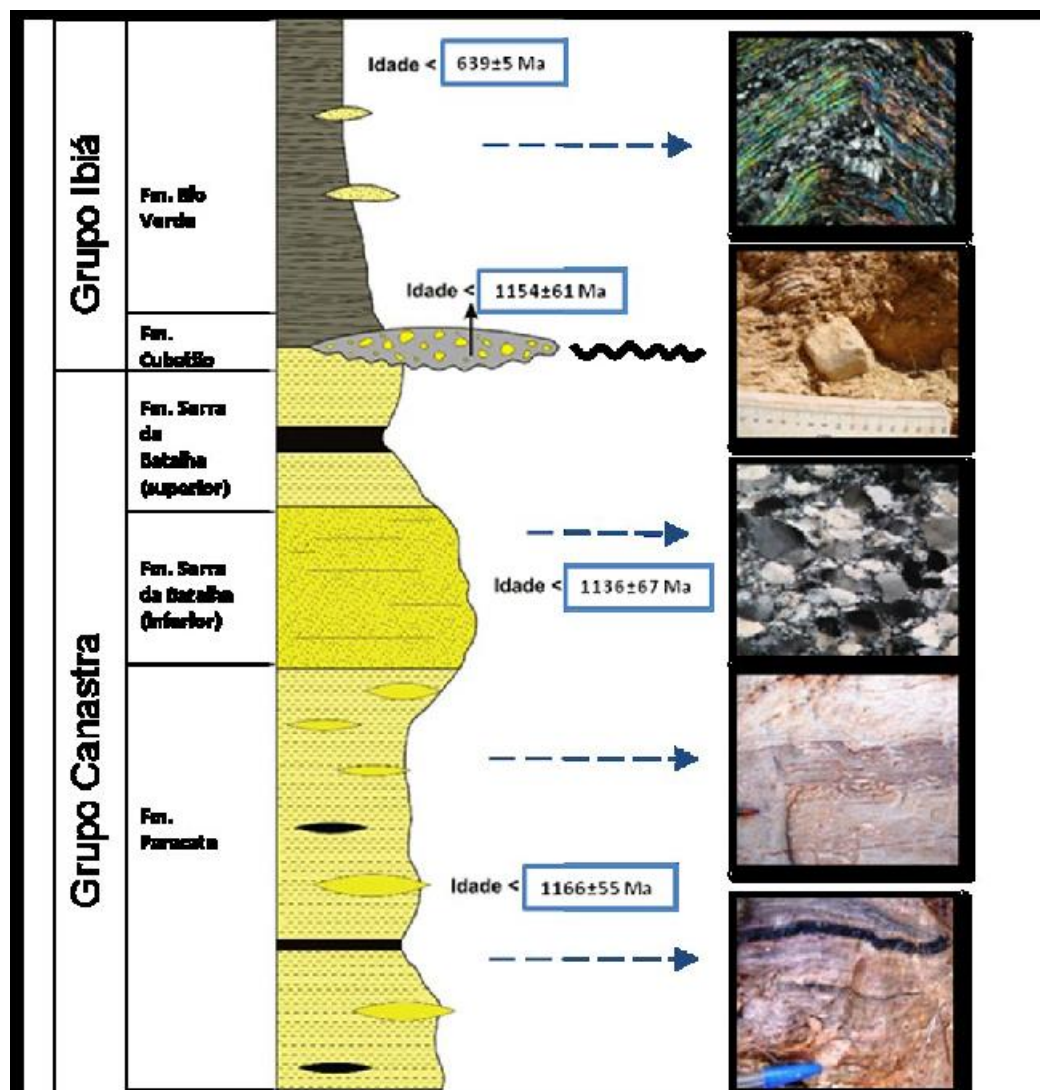 Grupo Ibiá
Fm. Rio
Verde
Idade < 639±5 Ma
Idade < 1154±61 Ma
Fm.
Cubatão
Grupo Canastra
Fm. Serra
da
Batalha
(superior)
Fm. Serra
da Batalha
(inferior)
Idade < 1136±67 Ma
Fm.
Paracatu
Idade < 1166±55 Ma